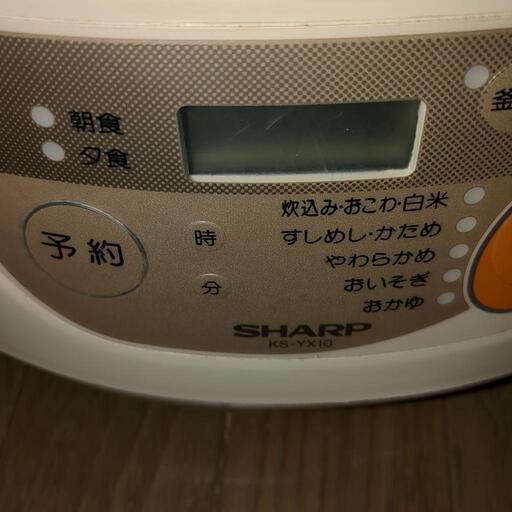 朝食
夕食
予約
時
分
釜
炊込み・おこわ・白米
すしめし・かため
やわらかめ
おいそぎ
おかゆ
SHARP
KS-YX10